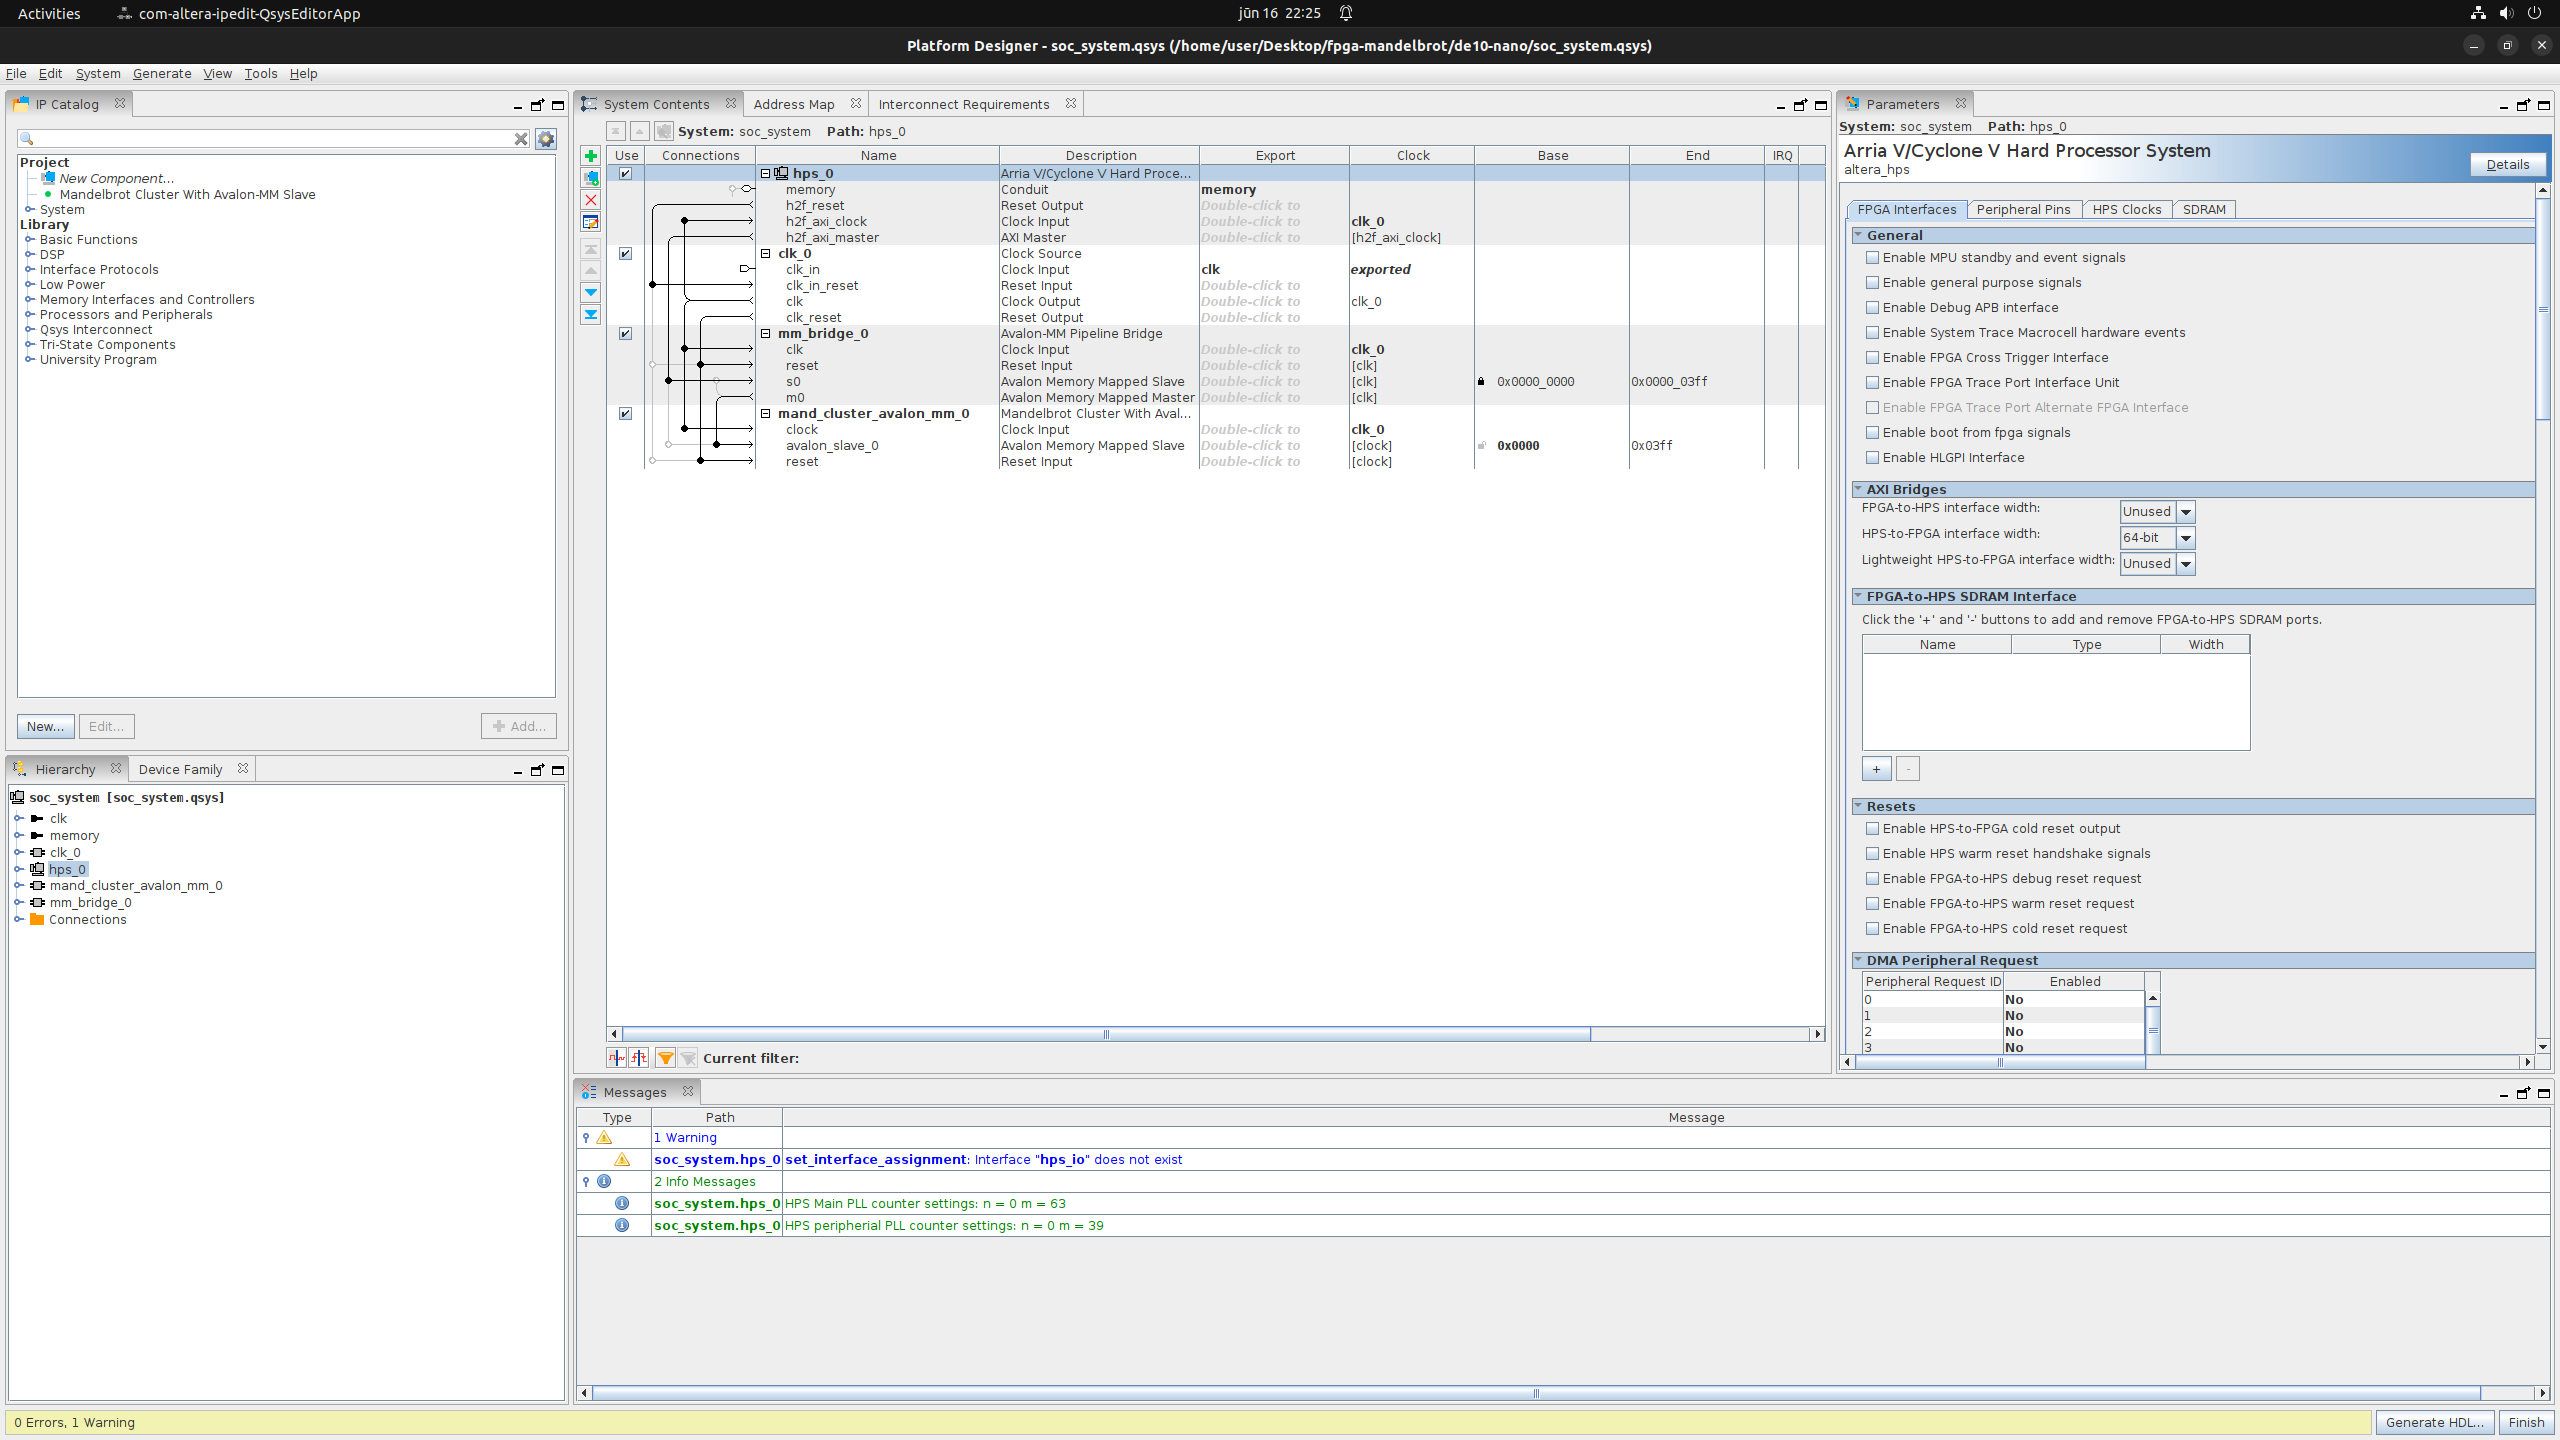 Activities com-altera-ipedit-QsysEditorApp jūn 16 22:25
Platform Designer - soc_system.qsys (/home/user/Desktop/fpga-mandelbrot/de10-nano/soc_system.qsys)
File Edit System Generate View Tools Help
IP Catalog
Project
New Component...
Mandelbrot Cluster With Avalon-MM Slave
System
Library
Basic Functions
DSP
Interface Protocols
Low Power
Memory Interfaces and Controllers
Processors and Peripherals
Qsys Interconnect
Tri-State Components
University Program
New... Edit... Add...
Hierarchy Device Family
soc_system [soc_system.qsys]
clk
memory
clk_0
hps_0
mand_cluster_avalon_mm_0
mm_bridge_0
Connections
System Contents Address Map Interconnect Requirements
System: soc_system Path: hps_0
Use Connections Name Description Export Clock Base End IRQ
hps_0 Arria V/Cyclone V Hard Proce...
memory Conduit memory
h2f_reset Reset Output Double-click to
h2f_axi_clock Clock Input Double-click to clk_0
h2f_axi_master AXI Master Double-click to [h2f_axi_clock]
clk_0 Clock Source
clk_in Clock Input clk exported
clk_in_reset Reset Input Double-click to
clk Clock Output Double-click to clk_0
clk_reset Reset Output Double-click to
mm_bridge_0 Avalon-MM Pipeline Bridge
clk Clock Input Double-click to clk_0
reset Reset Input Double-click to [clk]
s0 Avalon Memory Mapped Slave Double-click to [clk] 0x0000_0000 0x0000_03ff
m0 Avalon Memory Mapped Master Double-click to [clk]
mand_cluster_avalon_mm_0 Mandelbrot Cluster With Aval...
clock Clock Input Double-click to clk_0
avalon_slave_0 Avalon Memory Mapped Slave Double-click to [clock] 0x0000 0x03ff
reset Reset Input Double-click to [clock]
Current filter:
Parameters
System: soc_system Path: hps_0
Arria V/Cyclone V Hard Processor System
altera_hps
Details
FPGA Interfaces Peripheral Pins HPS Clocks SDRAM
General
Enable MPU standby and event signals
Enable general purpose signals
Enable Debug APB interface
Enable System Trace Macrocell hardware events
Enable FPGA Cross Trigger Interface
Enable FPGA Trace Port Interface Unit
Enable FPGA Trace Port Alternate FPGA Interface
Enable boot from fpga signals
Enable HLGPI Interface
AXI Bridges
FPGA-to-HPS interface width: Unused
HPS-to-FPGA interface width: 64-bit
Lightweight HPS-to-FPGA interface width: Unused
FPGA-to-HPS SDRAM Interface
Click the '+' and '-' buttons to add and remove FPGA-to-HPS SDRAM ports.
Name Type Width
+ -
Resets
Enable HPS-to-FPGA cold reset output
Enable HPS warm reset handshake signals
Enable FPGA-to-HPS debug reset request
Enable FPGA-to-HPS warm reset request
Enable FPGA-to-HPS cold reset request
DMA Peripheral Request
Peripheral Request ID Enabled
0 No
1 No
2 No
3 No
Messages
Type Path Message
1 Warning
soc_system.hps_0 set_interface_assignment: Interface "hps_io" does not exist
2 Info Messages
soc_system.hps_0 HPS Main PLL counter settings: n = 0 m = 63
soc_system.hps_0 HPS peripherial PLL counter settings: n = 0 m = 39
0 Errors, 1 Warning
Generate HDL... Finish